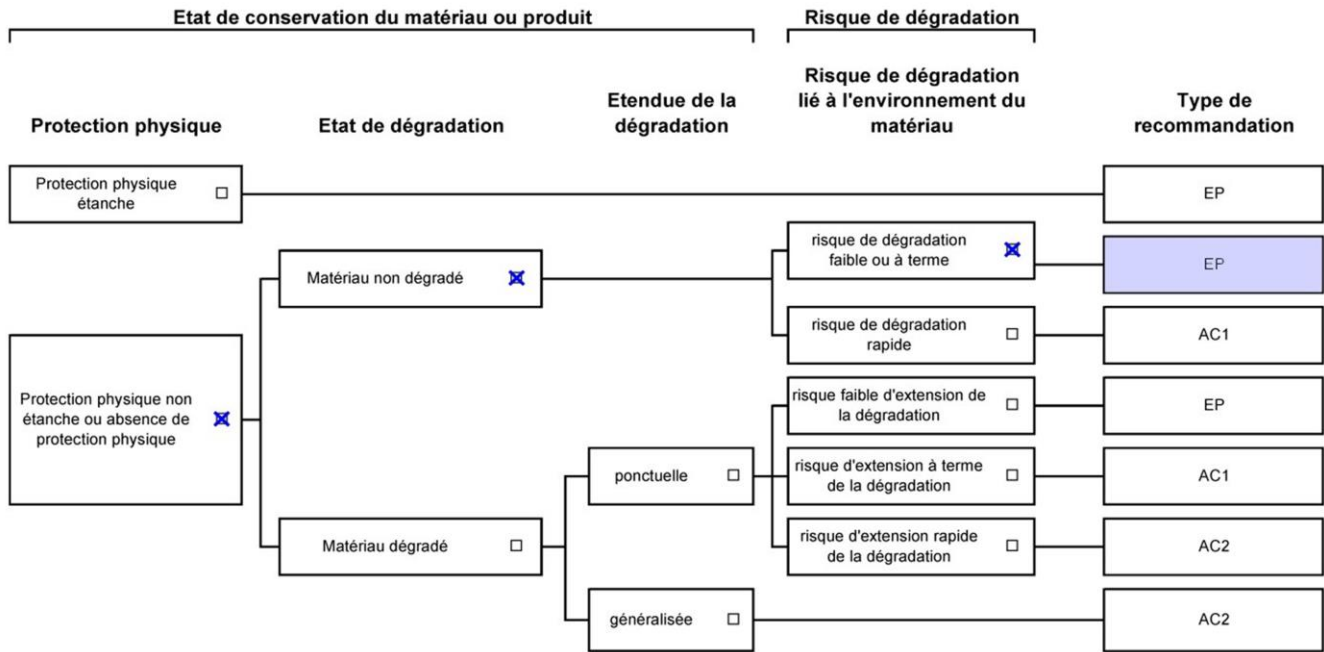 Etat de conservation du matériau ou produit
Risque de dégradation
Protection physique
Etat de dégradation
Etendue de la
dégradation
Risque de dégradation
lié à l'environnement du
matériau
Type de
recommandation
Protection physique
étanche
EP
risque de dégradation
faible ou à terme
EP
Matériau non dégradé
risque de dégradation
rapide
AC1
Protection physique non
étanche ou absence de
protection physique
risque faible d'extension de
la dégradation
EP
ponctuelle
risque d'extension à terme
de la dégradation
AC1
Matériau dégradé
risque d'extension rapide
de la dégradation
AC2
généralisée
AC2